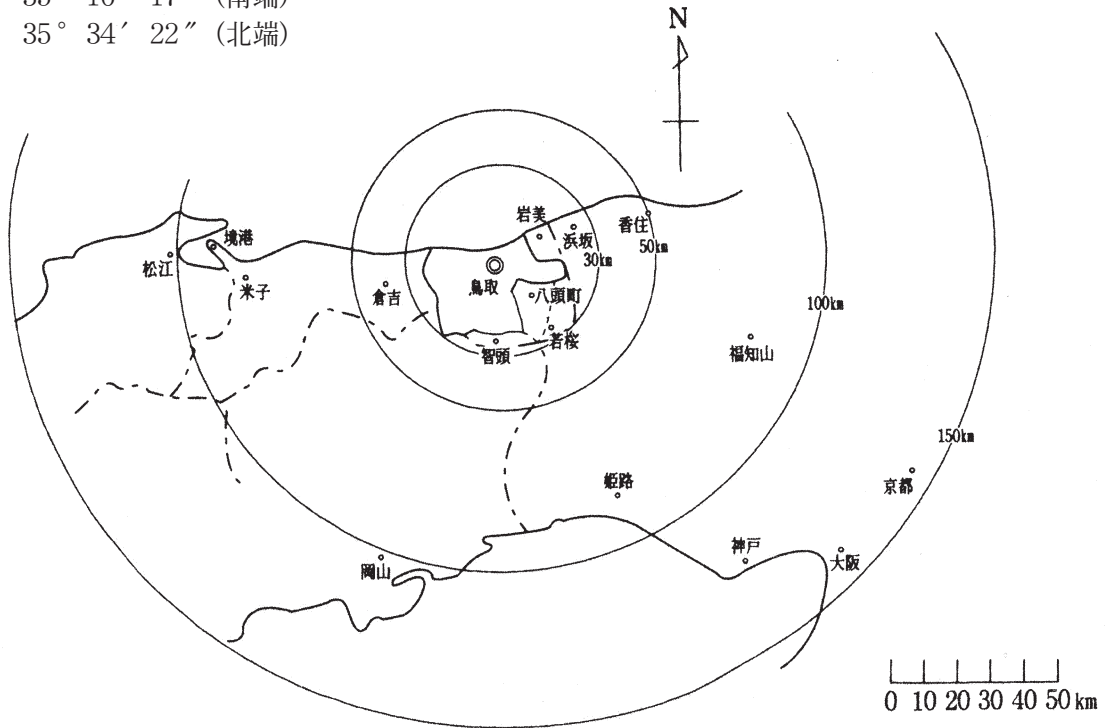 35° 34′ 22″ (北端)
N
岩美
浜坂
香住
境港
松江
米子
倉吉
鳥取
30km
50km
八頭町
100km
若桜
智頭
福知山
150km
姫路
京都
神戸
大阪
岡山
0 10 20 30 40 50 km